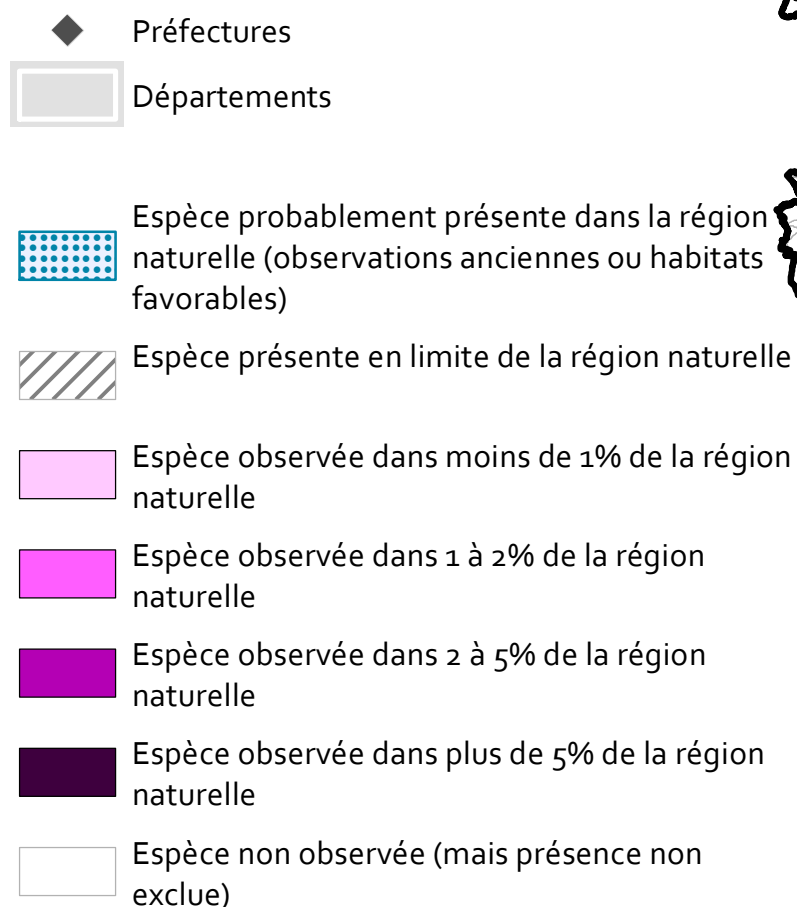 Préfectures
Départements
Espèce probablement présente dans la région
naturelle (observations anciennes ou habitats
favorables)
Espèce présente en limite de la région naturelle
Espèce observée dans moins de 1% de la région
naturelle
Espèce observée dans 1 à 2% de la région
naturelle
Espèce observée dans 2 à 5% de la région
naturelle
Espèce observée dans plus de 5% de la région
naturelle
Espèce non observée (mais présence non
exclue)